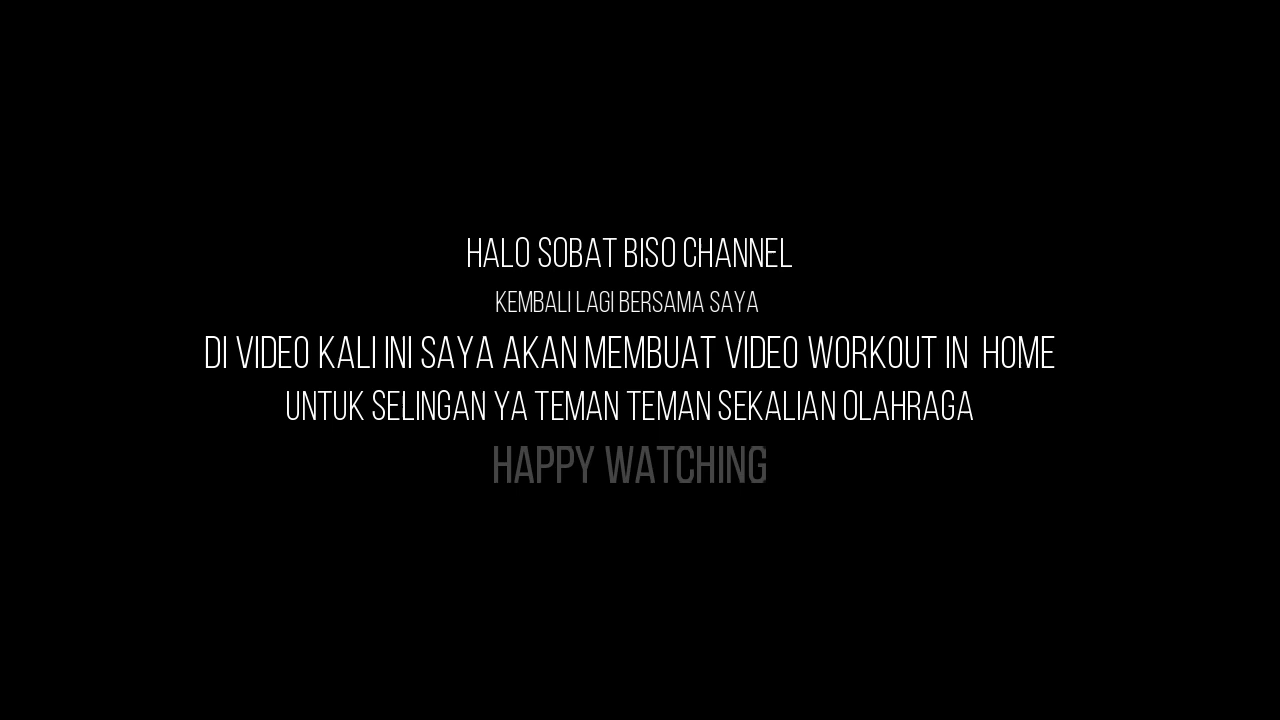 HALO SOBAT BISO CHANNEL
KEMBALI LAGI BERSAMA SAYA
DI VIDEO KALI INI SAYA AKAN MEMBUAT VIDEO WORKOUT IN  HOME
UNTUK SELINGAN YA TEMAN TEMAN SEKALIAN OLAHRAGA
HAPPY WATCHING